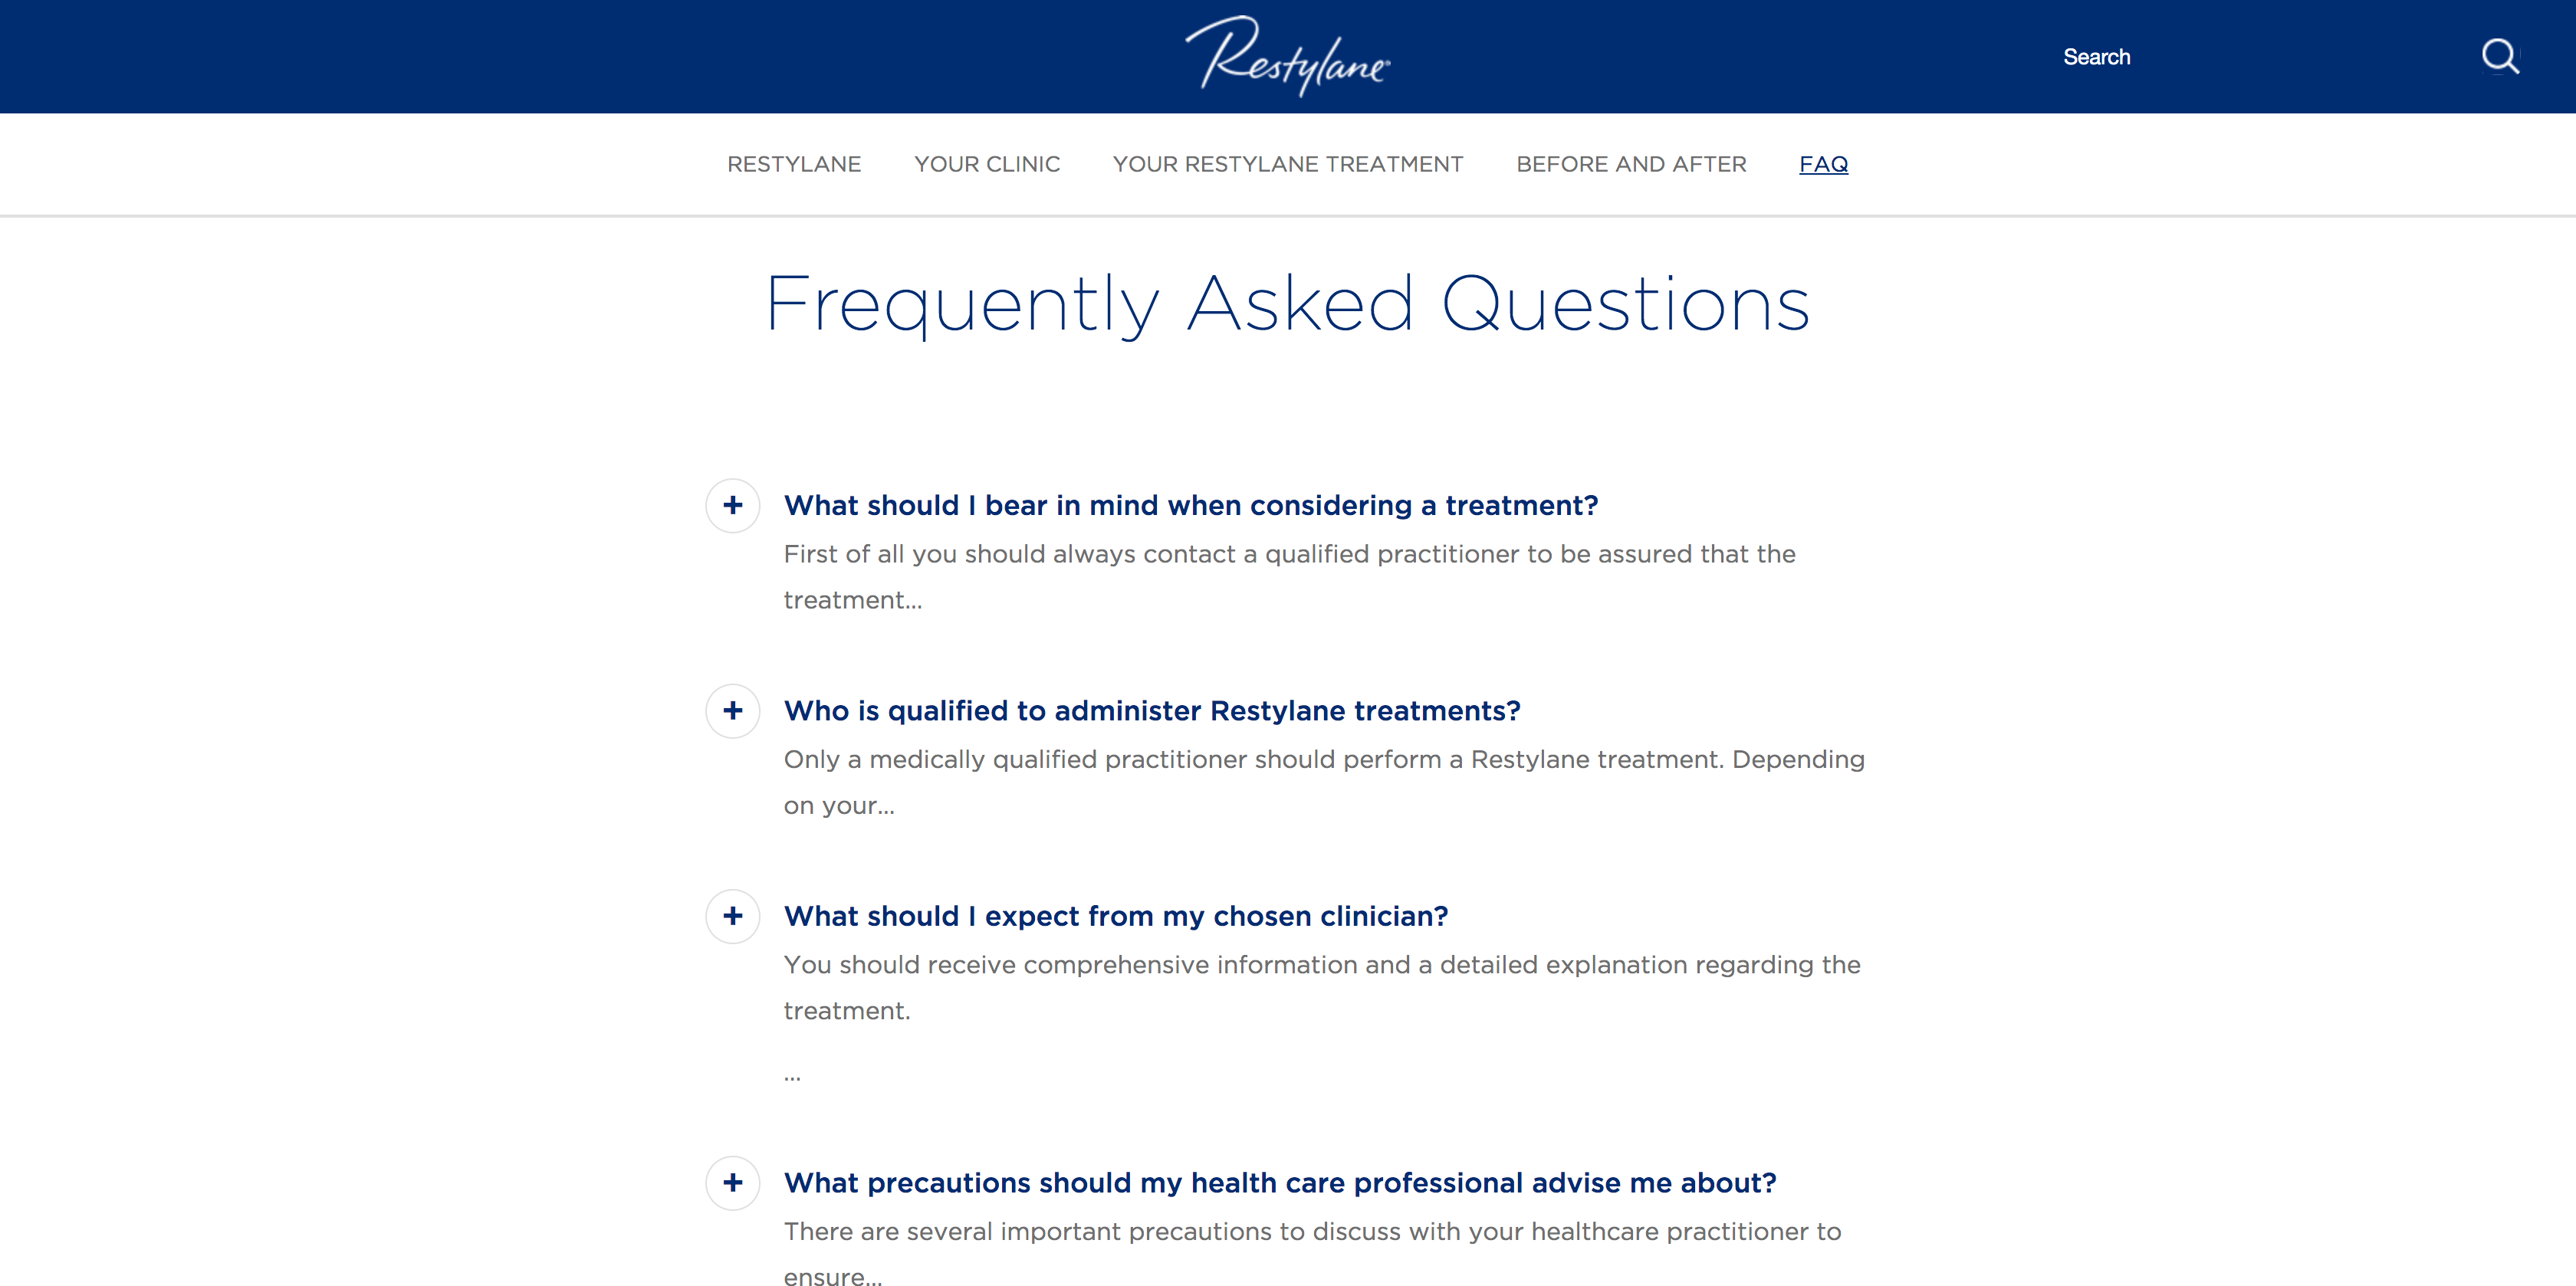 Restylane®
Search
RESTYLANE YOUR CLINIC YOUR RESTYLANE TREATMENT BEFORE AND AFTER FAQ
Frequently Asked Questions
+ What should I bear in mind when considering a treatment?
First of all you should always contact a qualified practitioner to be assured that the
treatment...
+ Who is qualified to administer Restylane treatments?
Only a medically qualified practitioner should perform a Restylane treatment. Depending
on your...
+ What should I expect from my chosen clinician?
You should receive comprehensive information and a detailed explanation regarding the
treatment.
...
+ What precautions should my health care professional advise me about?
There are several important precautions to discuss with your healthcare practitioner to
ensure...